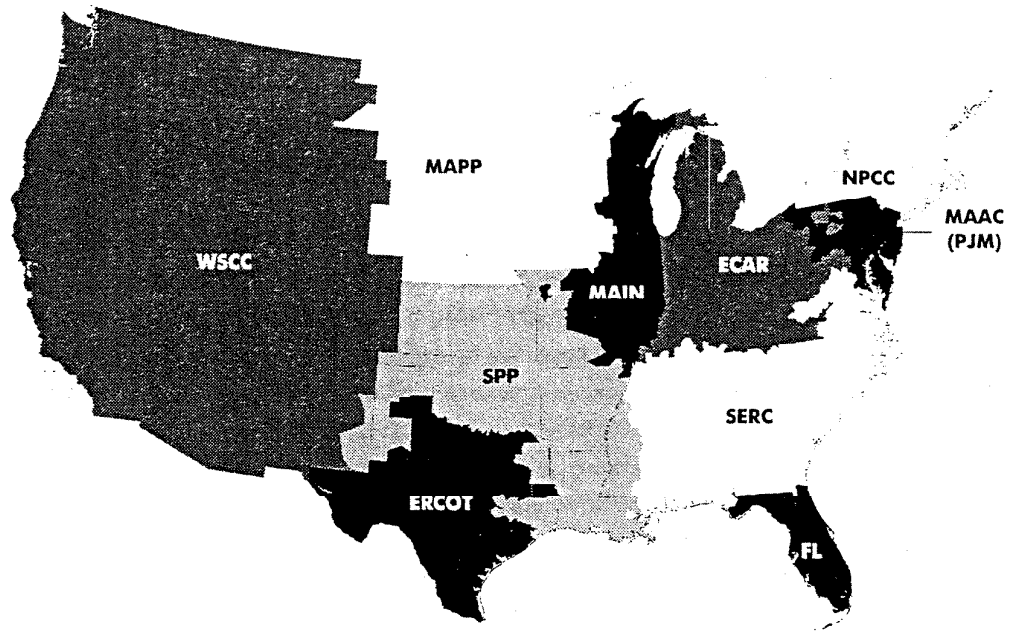 MAPP
NPCC
MAAC
(PJM)
WSCC
ECAR
MAIN
SPP
SERC
ERCOT
FL